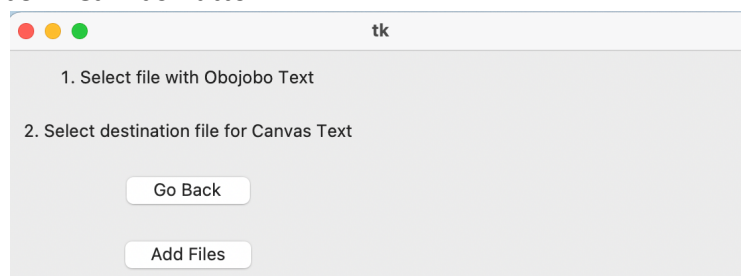 tk
1. Select file with Obojobo Text
2. Select destination file for Canvas Text
Go Back
Add Files